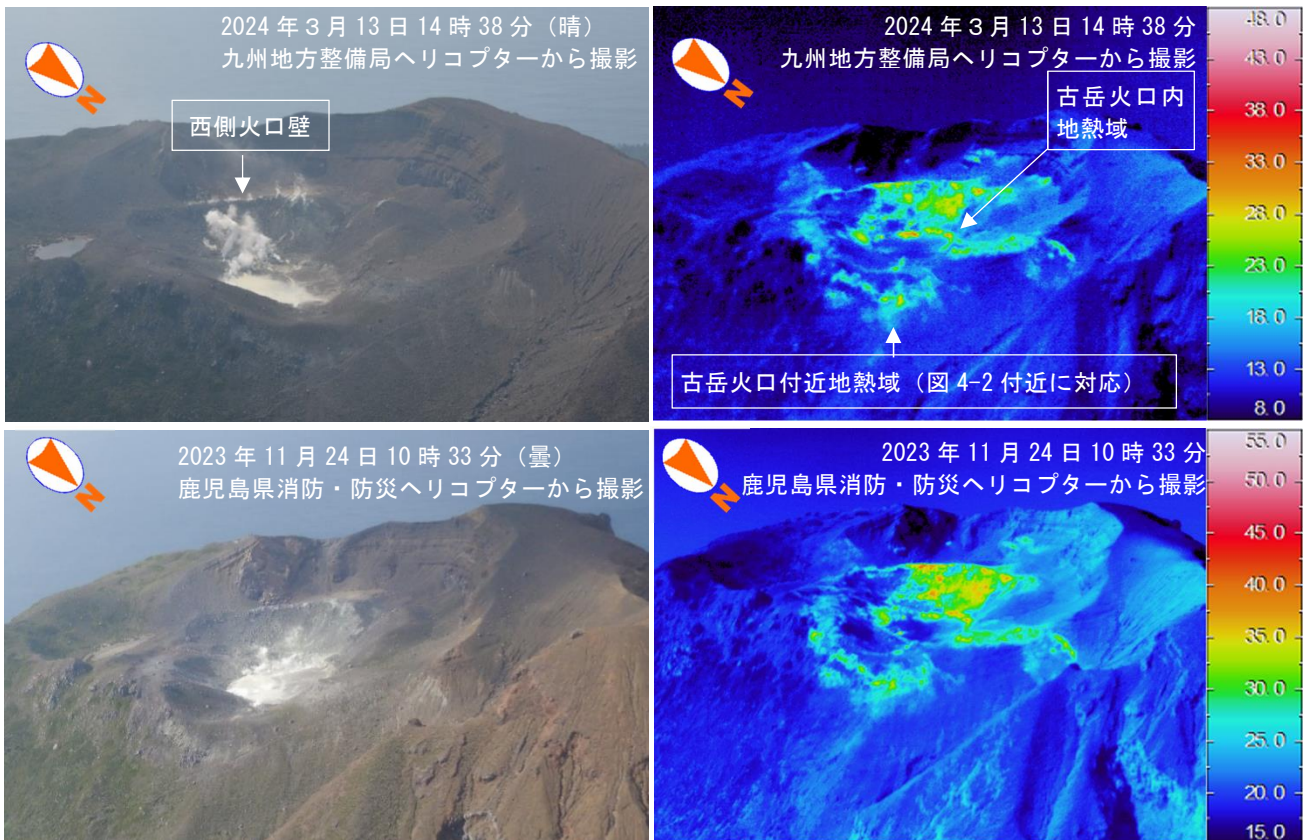 2024年3月13日14時38分（晴）
九州地方整備局ヘリコプターから撮影
N
西側火口壁
2024年3月13日14時38分
九州地方整備局ヘリコプターから撮影
N
古岳火口内
地熱域
古岳火口付近地熱域（図4-2付近に対応）
48.0
43.0
38.0
33.0
28.0
23.0
18.0
13.0
8.0
2023年11月24日10時33分（曇）
鹿児島県消防・防災ヘリコプターから撮影
N
2023年11月24日10時33分
鹿児島県消防・防災ヘリコプターから撮影
N
55.0
50.0
45.0
40.0
35.0
30.0
25.0
20.0
15.0